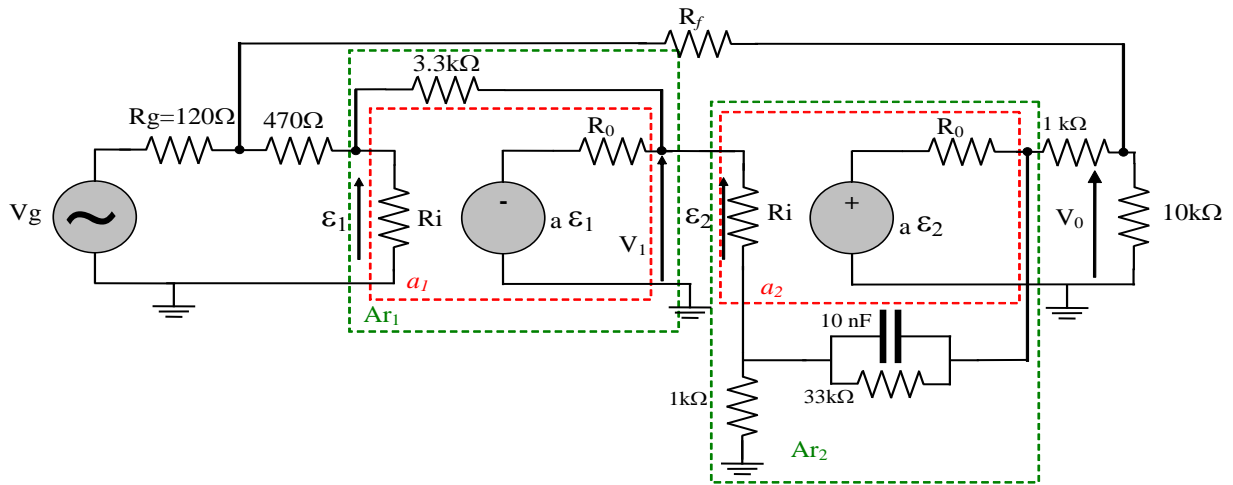 Rf
3.3kΩ
Rg=120Ω
470Ω
R0
R0
1 kΩ
Vg
ε1
Ri
-
a ε1
V1
ε2
Ri
+
a ε2
V0
10kΩ
a1
a2
Ar1
10 nF
33kΩ
1kΩ
Ar2